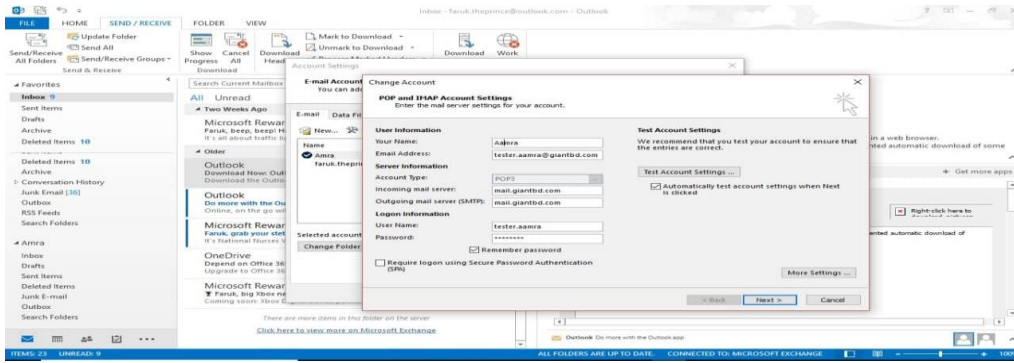 Inbox - faruk.theprince@outlook.com - Outlook
FILE HOME SEND / RECEIVE FOLDER VIEW
Send/Receive All Folders
Update Folder
Send All
Send/Receive Groups
Send & Receive
Show Progress
Cancel All
Download
Download
Mark to Download
Unmark to Download
Download
Work
Favorites
Inbox 9
Sent Items
Drafts
Archive
Deleted Items 10
Deleted Items 10
Archive
Conversation History
Junk Email [36]
Outbox
RSS Feeds
Search Folders
Amra
Inbox
Drafts
Sent Items
Deleted Items
Junk E-mail
Outbox
Search Folders
Search Current Mailbox
All Unread
Two Weeks Ago
Microsoft Rewar
Faruk, beep, beep! H
It's all about traffic
Older
Outlook
Download Now: Out
Download the Outlo
Outlook
Do more with the Ou
Online, on the go wi
Microsoft Rewar
Faruk, grab your stet
It's National Nurses
OneDrive
Depend on Office 36
Upgrade to Office 36
Microsoft Rewar
Faruk, big Xbox ne
Coming soon: Xbox
There are more items in this folder on the server
Click here to view more on Microsoft Exchange
Account Settings
E-mail Account
You can ad
E-mail Data Fil
New...
Name
Amra
faruk.theprin
Selected account
Change Folder
Change Account
POP and IMAP Account Settings
Enter the mail server settings for your account.
User Information
Your Name: Aamra
Email Address: tester.aamra@giantbd.com
Server Information
Account Type: POP3
Incoming mail server: mail.giantbd.com
Outgoing mail server (SMTP): mail.giantbd.com
Logon Information
User Name: tester.aamra
Password: ********
Remember password
Require logon using Secure Password Authentication
(SPA)
Test Account Settings
We recommend that you test your account to ensure that
the entries are correct.
Test Account Settings ...
Automatically test account settings when Next
is clicked
More Settings ...
< Back Next > Cancel
in a web browser.
nted automatic download of some
Get more apps
Right-click here to
ented automatic download of
Outlook Do more with the Outlook app
ITEMS: 23 UNREAD: 9
ALL FOLDERS ARE UP TO DATE. CONNECTED TO: MICROSOFT EXCHANGE
100